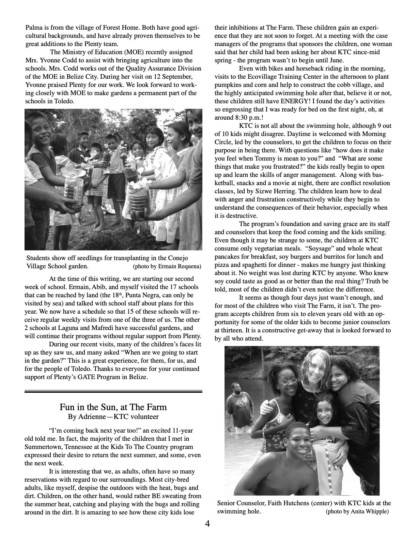 Palma is from the village of Forest Home. Both have good agri-
cultural backgrounds, and have already proven themselves to be
great additions to the Plenty team.
The Ministry of Education (MOE) recently assigned
Mrs. Yvonne Codd to assist with bringing agriculture into the
schools. Mrs. Codd works out of the Quality Assurance Division
of the MOE in Belize City. During her visit on 12 September,
Yvonne praised Plenty for our work. We look forward to work-
ing closely with MOE to make gardens a permanent part of the
schools in Toledo.
Students show off seedlings for transplanting in the Conejo
Village School garden. (photo by Ermain Requena)
At the time of this writing, we are starting our second
week of school. Ermain, Abib, and myself visited the 17 schools
that can be reached by land (the 18th, Punta Negra, can only be
visited by sea) and talked with school staff about plans for this
year. We now have a schedule so that 15 of these schools will re-
ceive regular weekly visits from one of the three of us. The other
2 schools at Laguna and Mafredi have successful gardens, and
will continue their programs without regular support from Plenty.
During our recent visits, many of the children's faces lit
up as they saw us, and many asked "When are we going to start
in the garden?" This is a great experience, for them, for us, and
for the people of Toledo. Thanks to everyone for your continued
support of Plenty's GATE Program in Belize.
Fun in the Sun, at The Farm
By Adrienne—KTC volunteer
"I'm coming back next year too!" an excited 11-year
old told me. In fact, the majority of the children that I met in
Summertown, Tennessee at the Kids To The Country program
expressed their desire to return the next summer, and some, even
the next week.
It is interesting that we, as adults, often have so many
reservations with regard to our surroundings. Most city-bred
adults, like myself, despise the outdoors with the heat, bugs and
dirt. Children, on the other hand, would rather BE sweating from
the summer heat, catching and playing with the bugs and rolling
around in the dirt. It is amazing to see how these city kids lose
their inhibitions at The Farm. These children gain an experi-
ence that they are not soon to forget. At a meeting with the case
managers of the programs that sponsors the children, one woman
said that her child had been asking her about KTC since mid-
spring - the program wasn't to begin until June.
Even with bikes and horseback riding in the morning,
visits to the Ecovillage Training Center in the afternoon to plant
pumpkins and corn and help to construct the cobb village, and
the highly anticipated swimming hole after that, believe it or not,
these children still have ENERGY! I found the day's activities
so engrossing that I was ready for bed on the first night, oh, at
around 8:30 p.m.!
KTC is not all about the swimming hole, although 9 out
of 10 kids might disagree. Daytime is welcomed with Morning
Circle, led by the counselors, to get the children to focus on their
purpose in being there. With questions like "how does it make
you feel when Tommy is mean to you?" and "What are some
things that make you frustrated?" the kids really begin to open
up and learn the skills of anger management. Along with bas-
ketball, snacks and a movie at night, there are conflict resolution
classes, led by Sizwe Herring. The children learn how to deal
with anger and frustration constructively while they begin to
understand the consequences of their behavior, especially when
it is destructive.
The program's foundation and saving grace are its staff
and counselors that keep the food coming and the kids smiling.
Even though it may be strange to some, the children at KTC
consume only vegetarian meals. "Soysage" and whole wheat
pancakes for breakfast, soy burgers and burritos for lunch and
pizza and spaghetti for dinner - makes me hungry just thinking
about it. No weight was lost during KTC by anyone. Who knew
soy could taste as good as or better than the real thing? Truth be
told, most of the children didn't even notice the difference.
It seems as though four days just wasn't enough, and
for most of the children who visit The Farm, it isn't. The pro-
gram accepts children from six to eleven years old with an op-
portunity for some of the older kids to become junior counselors
at thirteen. It is a constructive get-away that is looked forward to
by all who attend.
Senior Counselor, Faith Hutchens (center) with KTC kids at the
swimming hole. (photo by Anita Whipple)
4